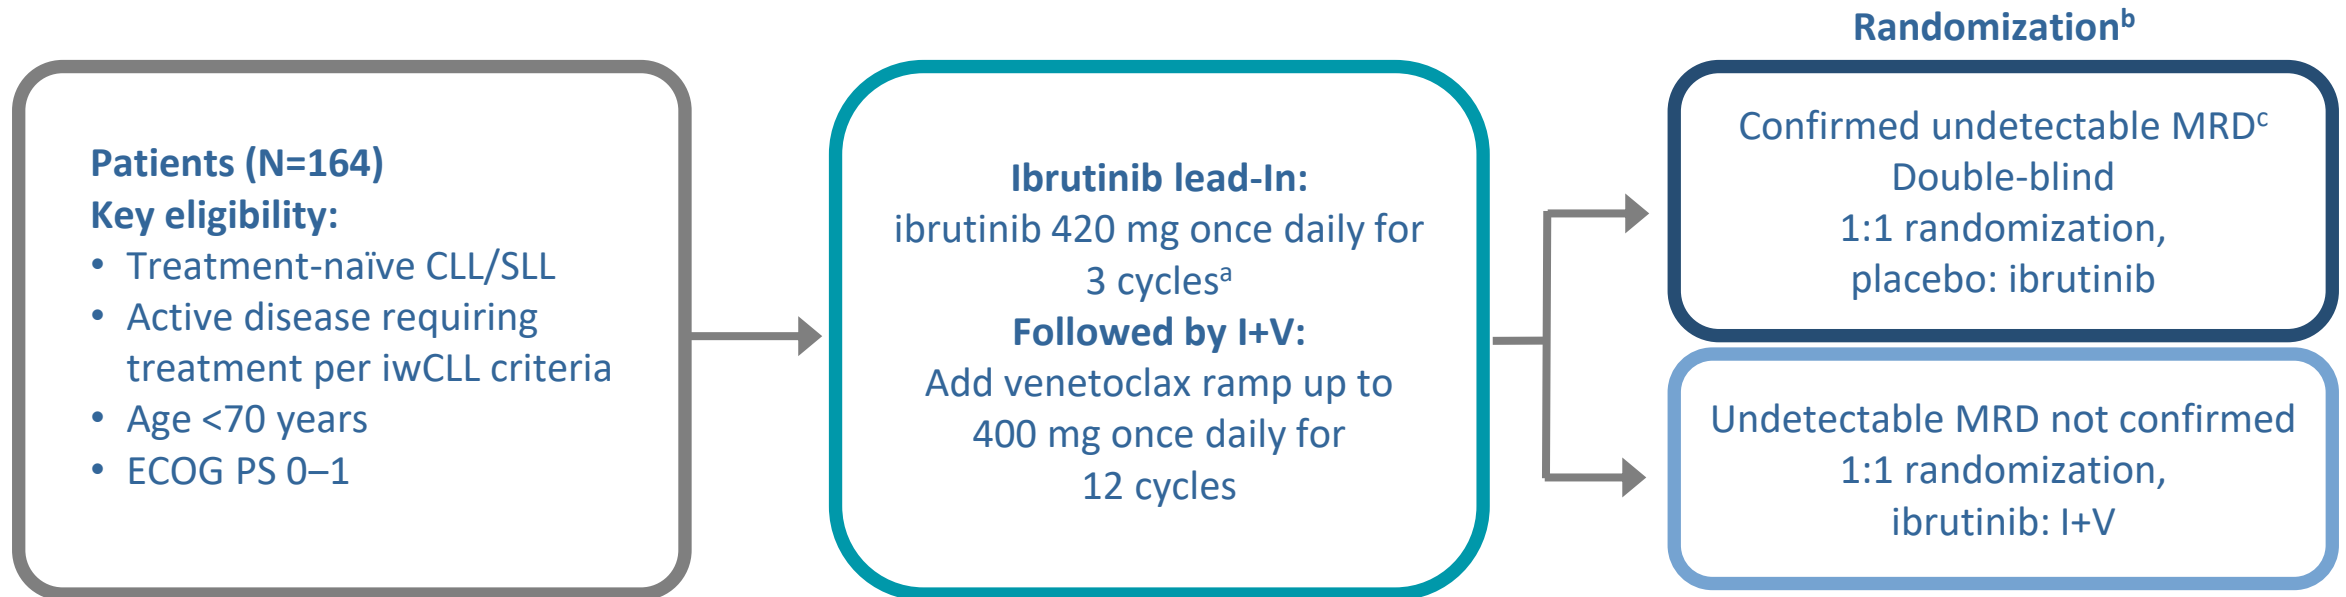 Patients (N=164)
Key eligibility:
• Treatment-naïve CLL/SLL
• Active disease requiring
treatment per iwCLL criteria
• Age <70 years
• ECOG PS 0–1
Ibrutinib lead-In:
ibrutinib 420 mg once daily for
3 cyclesᵃ
Followed by I+V:
Add venetoclax ramp up to
400 mg once daily for
12 cycles
Randomizationᵇ
Confirmed undetectable MRDᶜ
Double-blind
1:1 randomization,
placebo: ibrutinib
Undetectable MRD not confirmed
1:1 randomization,
ibrutinib: I+V